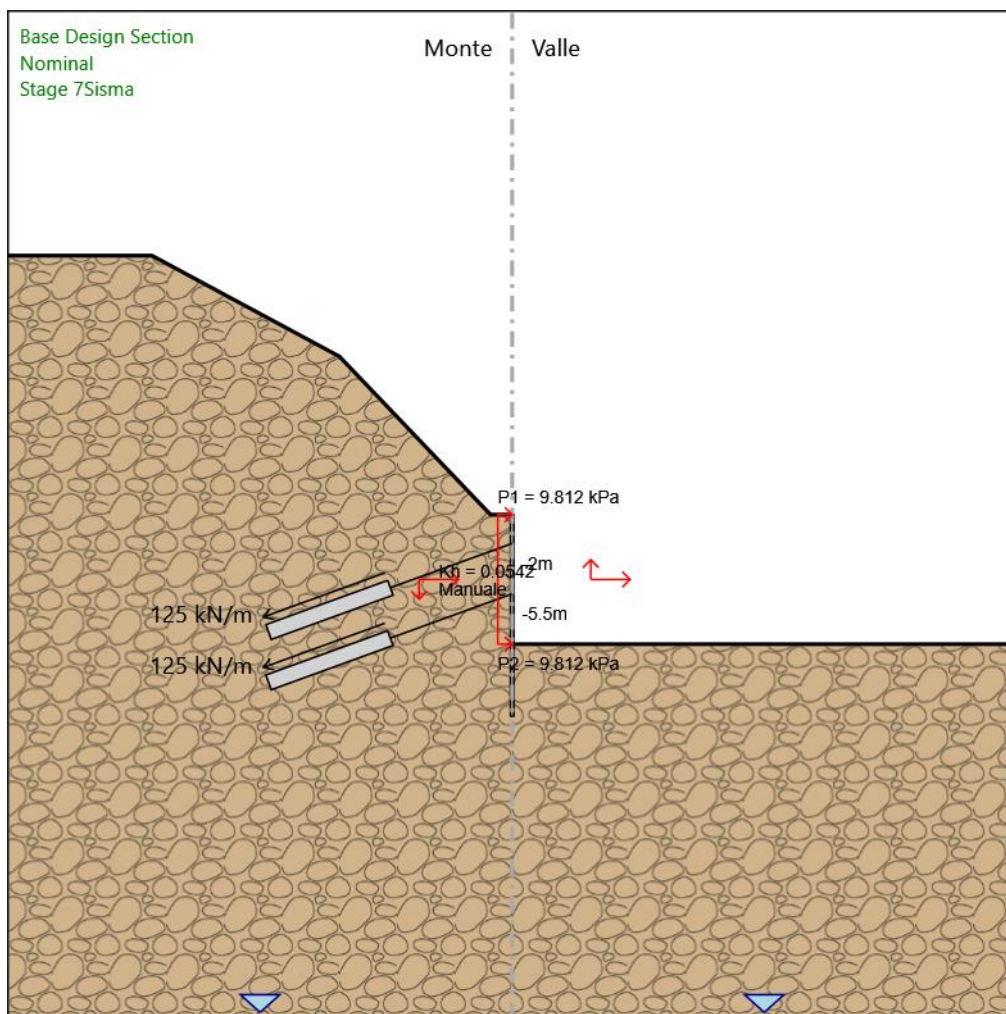 Base Design Section
Nominal
Stage 7Sisma
Monte
Valle
P1 = 9.812 kPa
-2m
Kh = 0.0542
Manuale
-5.5m
125 kN/m
125 kN/m
P2 = 9.812 kPa